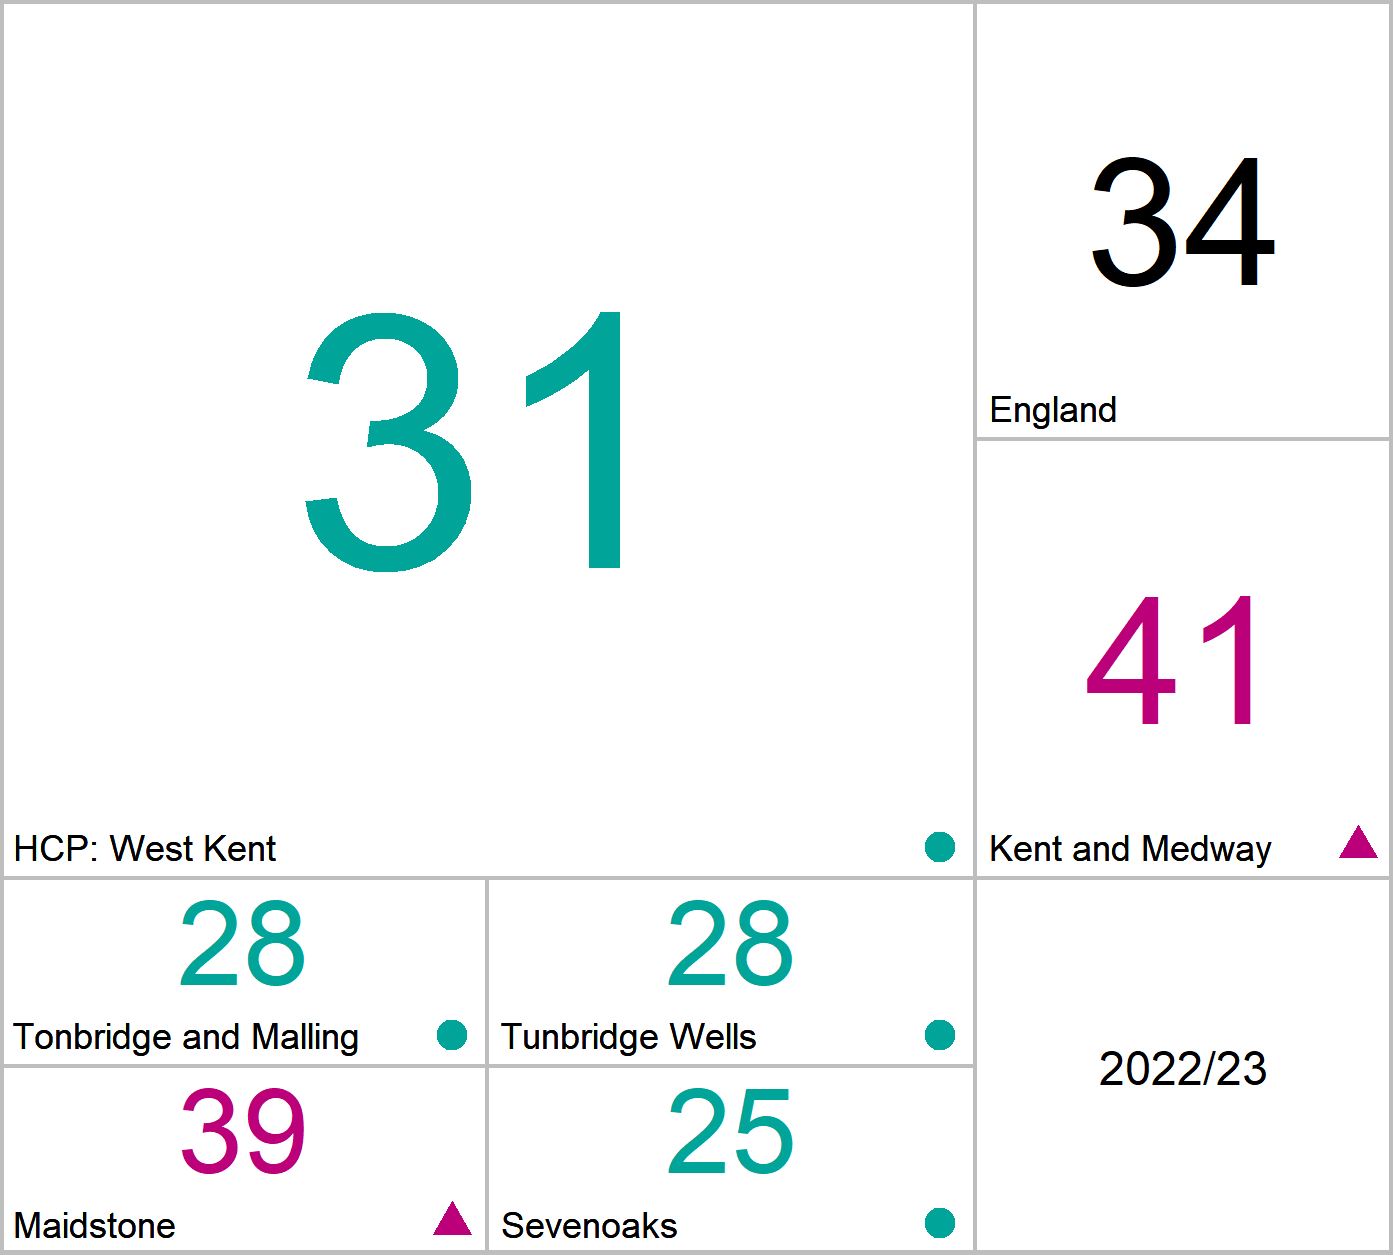 31
HCP: West Kent
34
England
41
Kent and Medway
28
Tonbridge and Malling
28
Tunbridge Wells
39
Maidstone
25
Sevenoaks
2022/23